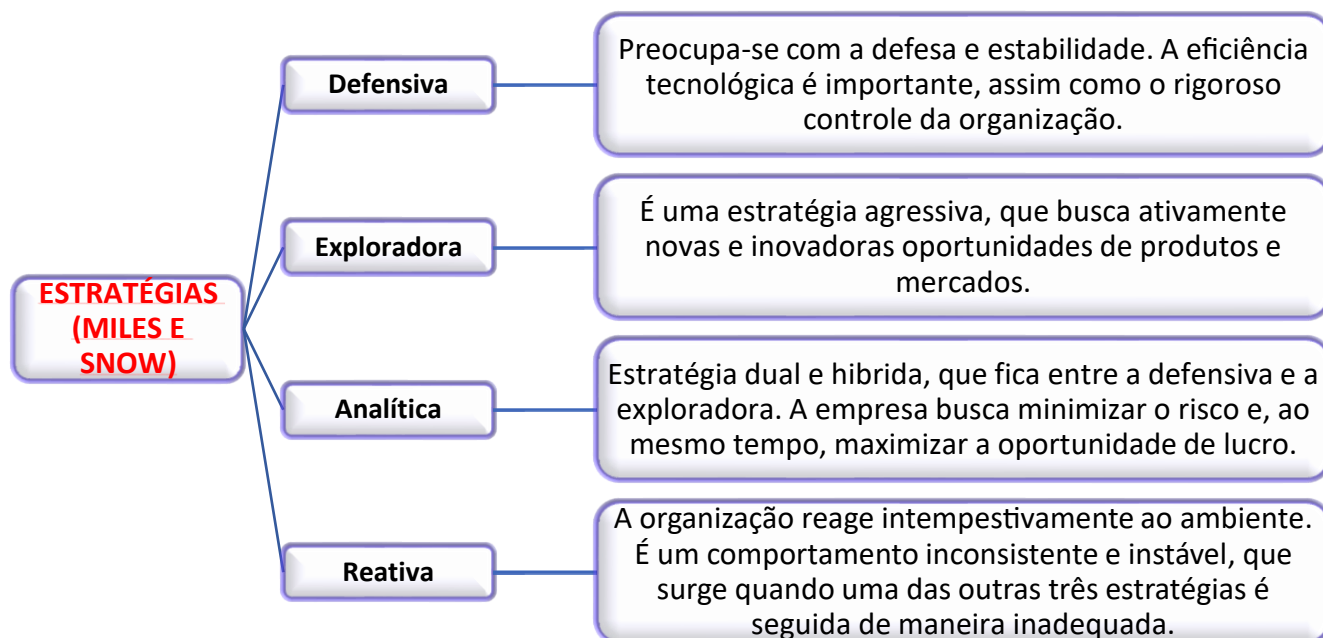 ESTRATÉGIAS
(MILES E
SNOW)
Defensiva
Preocupa-se com a defesa e estabilidade. A eficiência
tecnológica é importante, assim como o rigoroso
controle da organização.
Exploradora
É uma estratégia agressiva, que busca ativamente
novas e inovadoras oportunidades de produtos e
mercados.
Analítica
Estratégia dual e hibrida, que fica entre a defensiva e a
exploradora. A empresa busca minimizar o risco e, ao
mesmo tempo, maximizar a oportunidade de lucro.
Reativa
A organização reage intempestivamente ao ambiente.
É um comportamento inconsistente e instável, que
surge quando uma das outras três estratégias é
seguida de maneira inadequada.